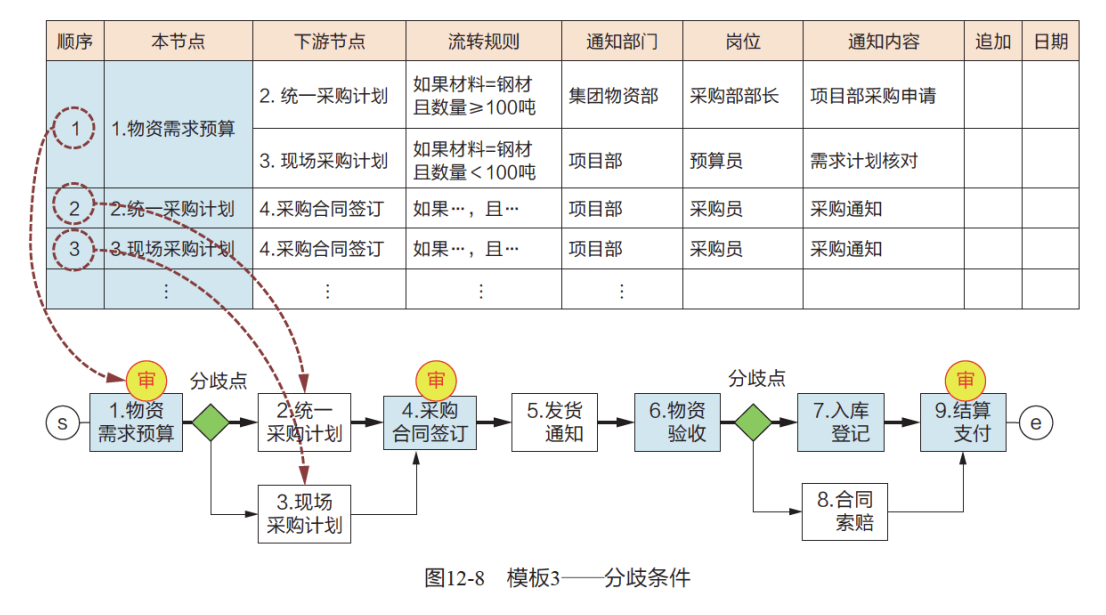 顺序 本节点 下游节点 流转规则 通知部门 岗位 通知内容 追加 日期
1 1.物资需求预算 2. 统一采购计划 如果材料=钢材 集团物资部 采购部部长 项目部采购申请
且数量≥100吨
3. 现场采购计划 如果材料=钢材 项目部 预算员 需求计划核对
且数量<100吨
2 2.统一采购计划 4.采购合同签订 如果…，且… 项目部 采购员 采购通知
3 3.现场采购计划 4.采购合同签订 如果…，且… 项目部 采购员 采购通知
⋮ ⋮ ⋮ ⋮
审
分歧点
审
分歧点
审
s
1.物资
需求预算
2.统一
采购计划
4.采购
合同签订
5.发货
通知
6.物资
验收
7.入库
登记
9.结算
支付
e
3.现场
采购计划
8.合同
索赔
图12-8 模板3——分歧条件